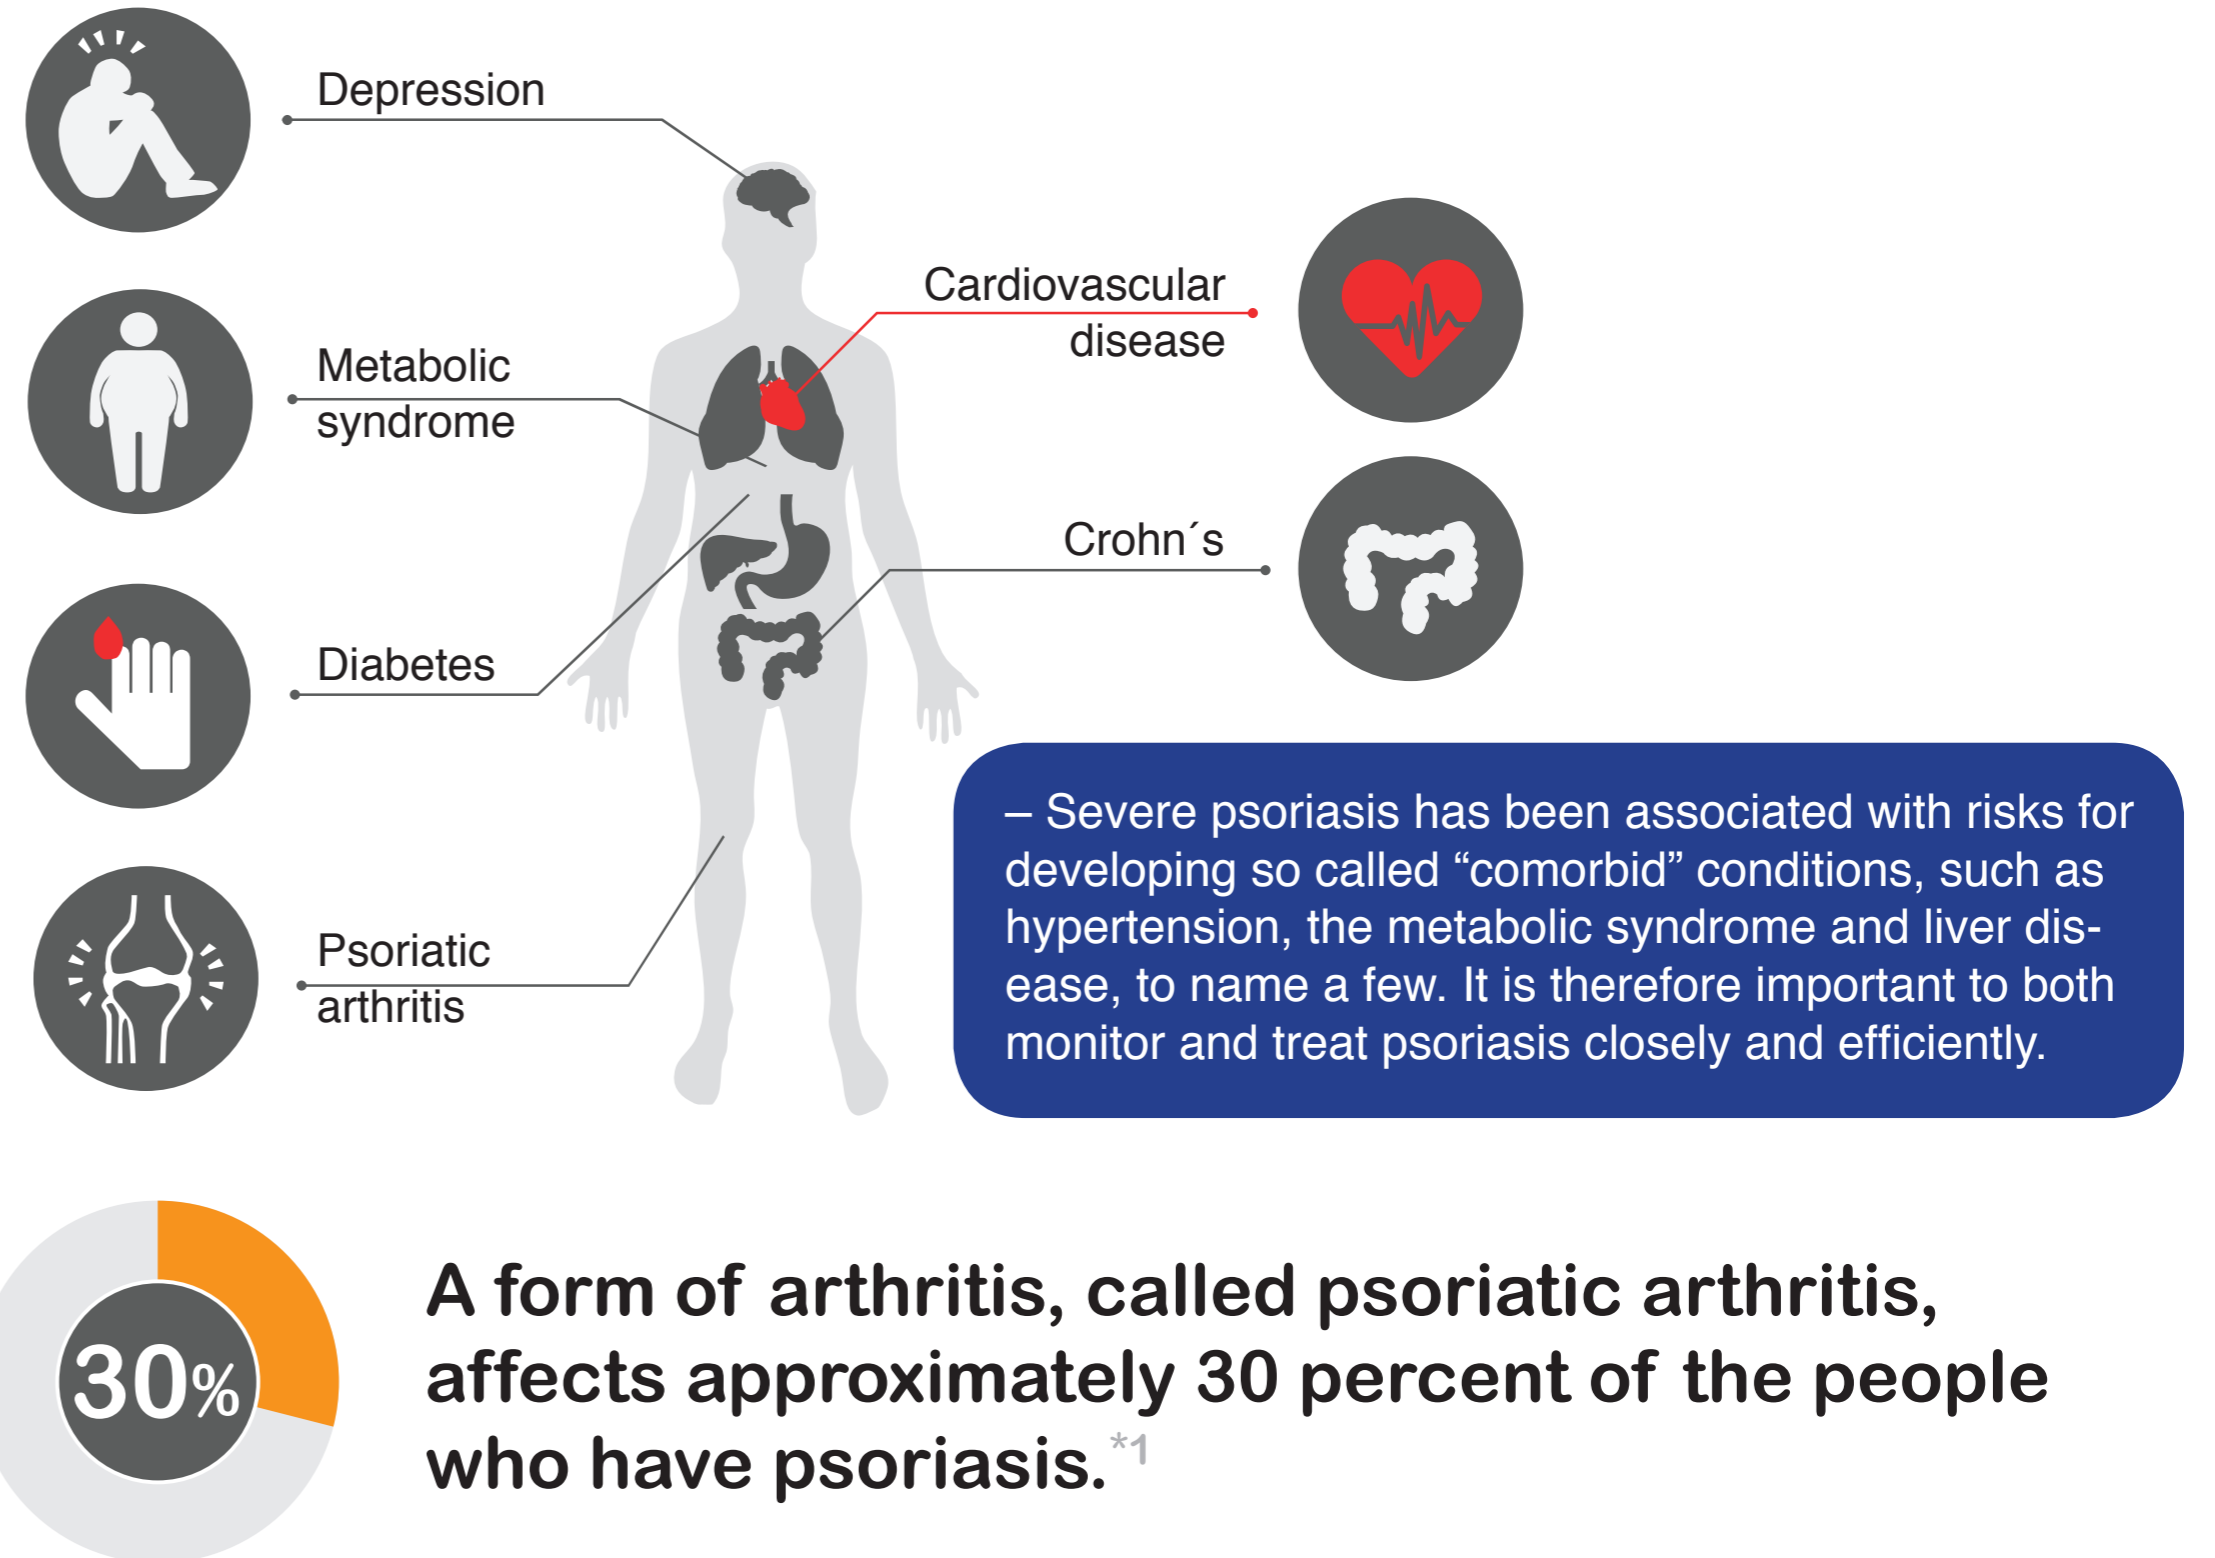 Depression
Cardiovascular
disease
Metabolic
syndrome
Crohn´s
Diabetes
Psoriatic
arthritis
– Severe psoriasis has been associated with risks for
developing so called “comorbid” conditions, such as
hypertension, the metabolic syndrome and liver dis-
ease, to name a few. It is therefore important to both
monitor and treat psoriasis closely and efficiently.
30%
A form of arthritis, called psoriatic arthritis,
affects approximately 30 percent of the people
who have psoriasis.*1